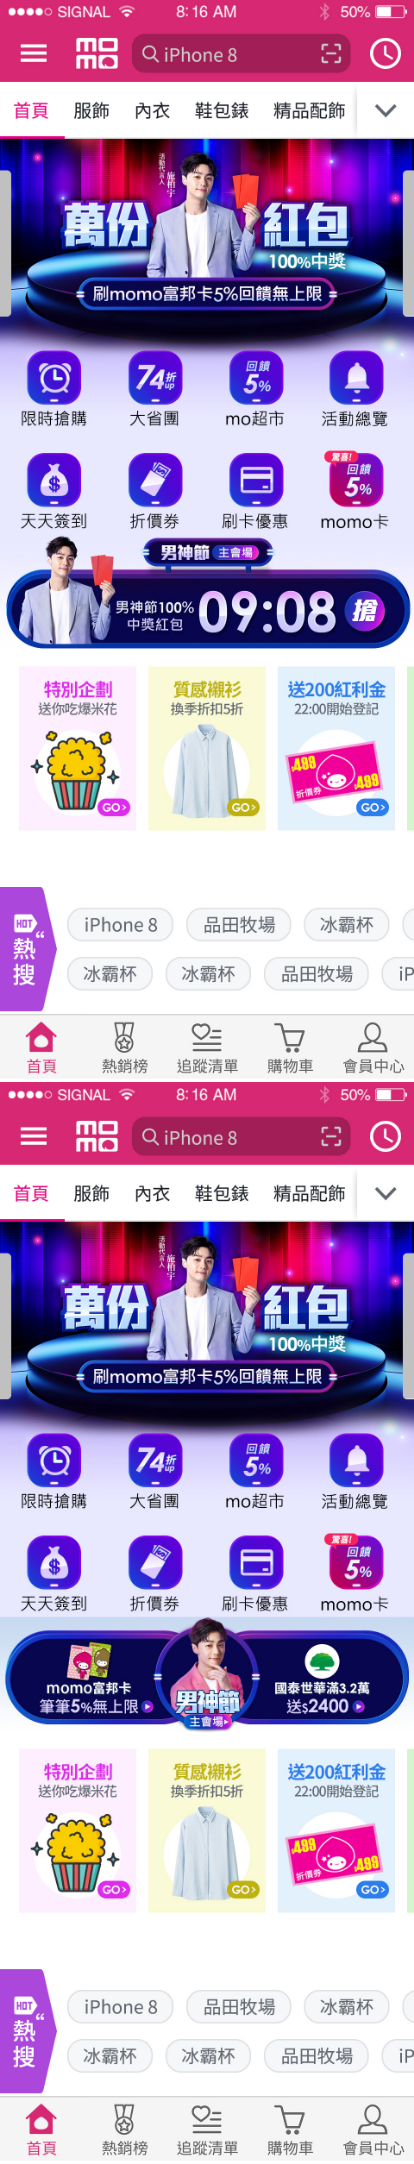 SIGNAL 8:16 AM 50%
momo iPhone 8
首頁 服飾 內衣 鞋包錶 精品配飾
活動代言人 施柏宇
萬份 紅包
100%中獎
刷momo富邦卡5%回饋無上限
74折up 回饋5%
限時搶購 大省團 mo超市 活動總覽
$ 驚喜! 回饋5%
天天簽到 折價券 刷卡優惠 momo卡
男神節 主會場
男神節100%中獎紅包 09:08 搶
特別企劃 質感襯衫 送200紅利金
送你吃爆米花 換季折扣5折 22:00開始登記
$499 折價券 $499
GO> GO> GO>
HOT 熱搜
iPhone 8 品田牧場 冰霸杯
冰霸杯 冰霸杯 品田牧場 iP
首頁 熱銷榜 追蹤清單 購物車 會員中心
SIGNAL 8:16 AM 50%
momo iPhone 8
首頁 服飾 內衣 鞋包錶 精品配飾
活動代言人 施柏宇
萬份 紅包
100%中獎
刷momo富邦卡5%回饋無上限
74折up 回饋5%
限時搶購 大省團 mo超市 活動總覽
$ 驚喜! 回饋5%
天天簽到 折價券 刷卡優惠 momo卡
momo富邦卡 國泰世華滿3.2萬
筆筆5%無上限 男神節 送$2400
主會場
特別企劃 質感襯衫 送200紅利金
送你吃爆米花 換季折扣5折 22:00開始登記
$499 折價券 $499
GO> GO> GO>
HOT 熱搜
iPhone 8 品田牧場 冰霸杯
冰霸杯 冰霸杯 品田牧場 iP
首頁 熱銷榜 追蹤清單 購物車 會員中心